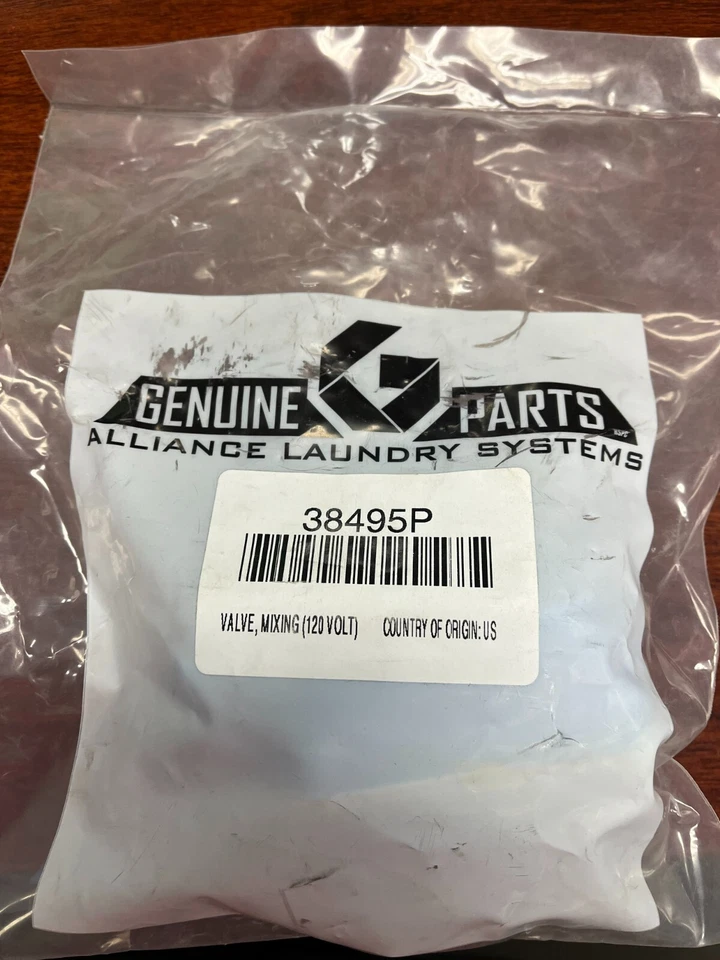 GENUINE PARTS
ALLIANCE LAUNDRY SYSTEMS
38495P
VALVE, MIXING (120 VOLT) COUNTRY OF ORIGIN: US